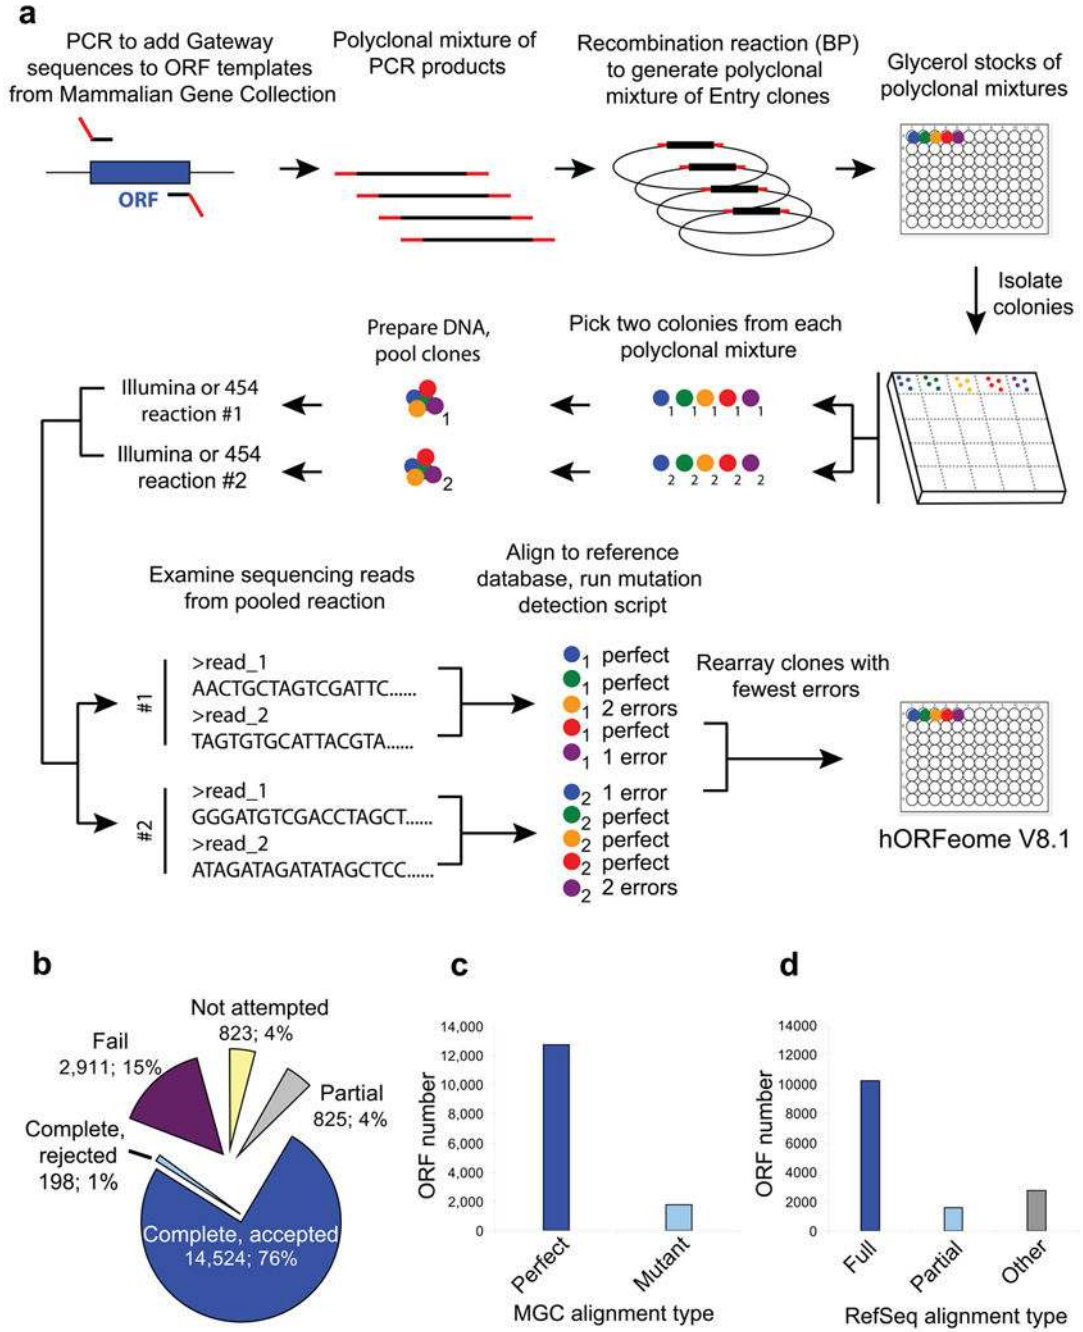 a
PCR to add Gateway
sequences to ORF templates
from Mammalian Gene Collection
ORF
Polyclonal mixture of
PCR products
Recombination reaction (BP)
to generate polyclonal
mixture of Entry clones
Glycerol stocks of
polyclonal mixtures
Isolate
colonies
Pick two colonies from each
polyclonal mixture
1 1 1 1 1
2 2 2 2 2
Prepare DNA,
pool clones
1
2
Illumina or 454
reaction #1
Illumina or 454
reaction #2
Examine sequencing reads
from pooled reaction
#1
>read_1
AACTGCTAGTCGATTC......
>read_2
TAGTGTGCATTACGTA......
#2
>read_1
GGGATGTCGACCTAGCT......
>read_2
ATAGATAGATATAGCTCC......
Align to reference
database, run mutation
detection script
1 perfect
1 perfect
1 2 errors
1 perfect
1 1 error
2 1 error
2 perfect
2 perfect
2 perfect
2 2 errors
Rearray clones with
fewest errors
hORFeome V8.1
b
Not attempted
823; 4%
Fail
2,911; 15%
Partial
825; 4%
Complete,
rejected
198; 1%
Complete, accepted
14,524; 76%
c
ORF number
14,000
12,000
10,000
8,000
6,000
4,000
2,000
0
Perfect
Mutant
MGC alignment type
d
ORF number
14000
12000
10000
8000
6000
4000
2000
0
Full
Partial
Other
RefSeq alignment type